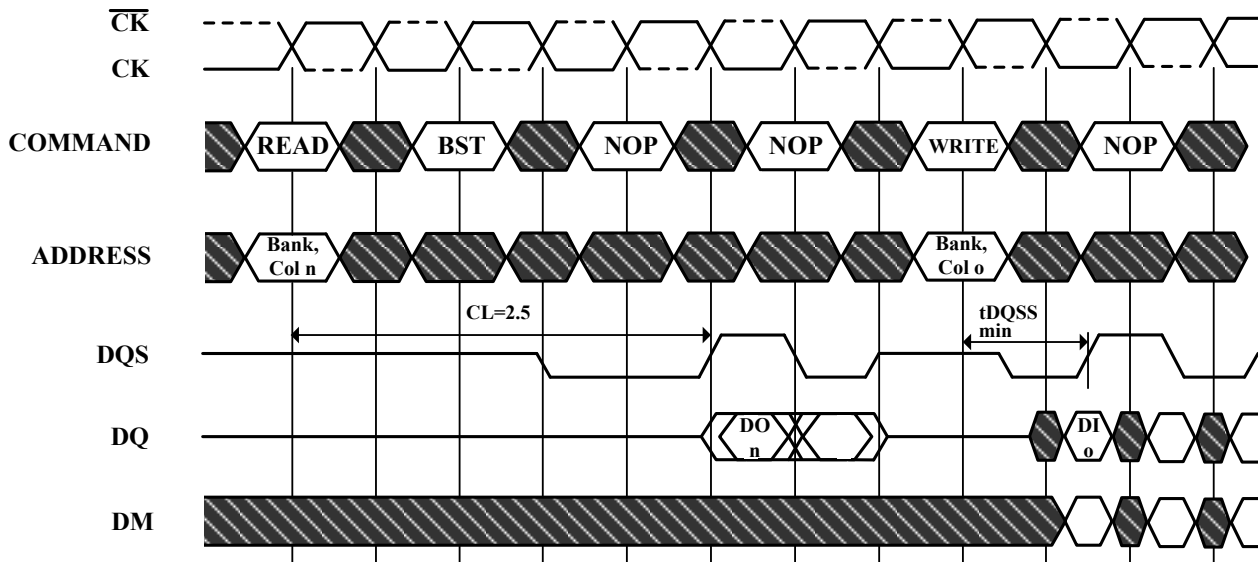 CK
CK
COMMAND
READ
BST
NOP
NOP
WRITE
NOP
ADDRESS
Bank,
Col n
Bank,
Col o
CL=2.5
tDQSS
min
DQS
DQ
DO
n
DI
o
DM